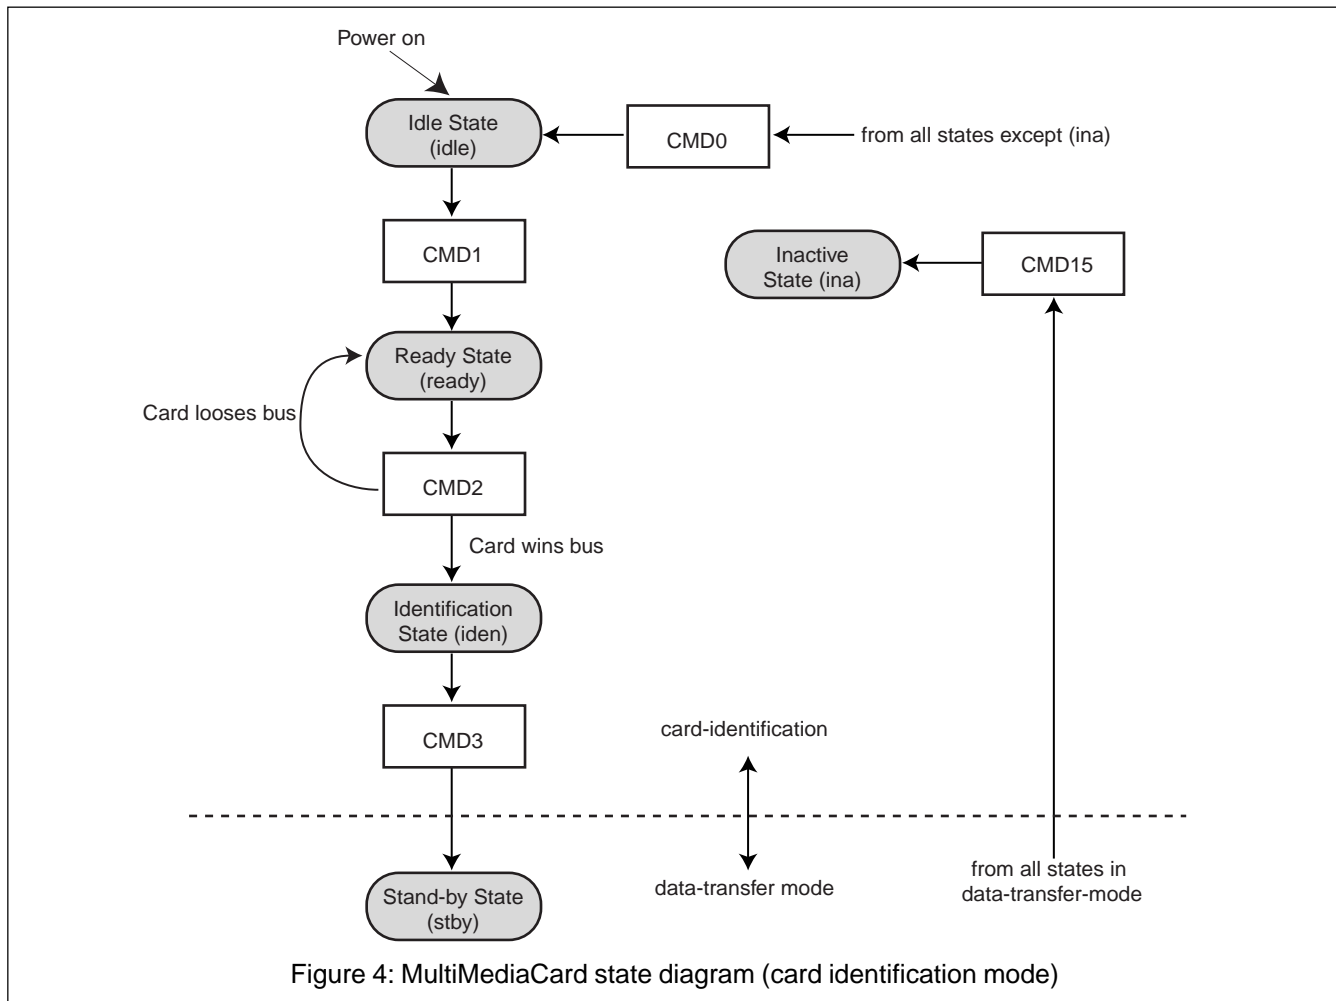 Power on
Idle State
(idle)
CMD0
from all states except (ina)
CMD1
Inactive
State (ina)
CMD15
Ready State
(ready)
Card looses bus
CMD2
Card wins bus
Identification
State (iden)
CMD3
card-identification
data-transfer mode
from all states in
data-transfer-mode
Stand-by State
(stby)
Figure 4: MultiMediaCard state diagram (card identification mode)